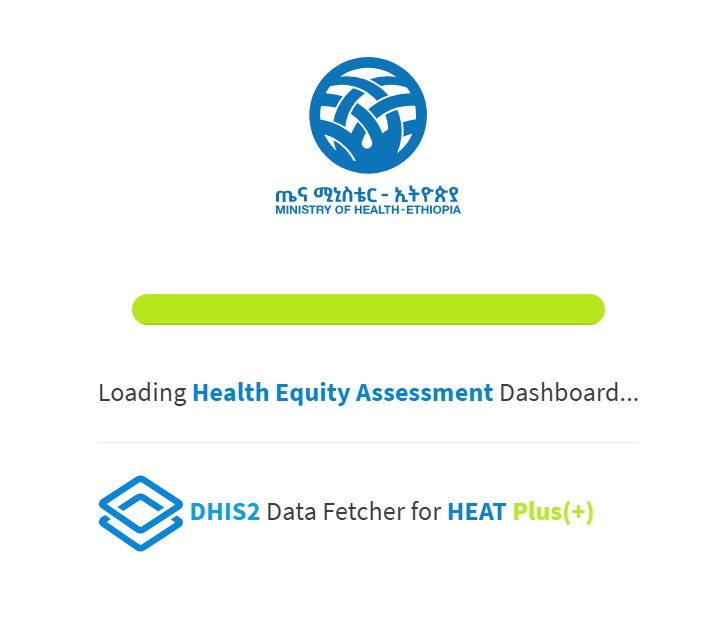 ጤና ሚኒስቴር - ኢትዮጵያ
MINISTRY OF HEALTH-ETHIOPIA
Loading Health Equity Assessment Dashboard...
DHIS2 Data Fetcher for HEAT Plus(+)